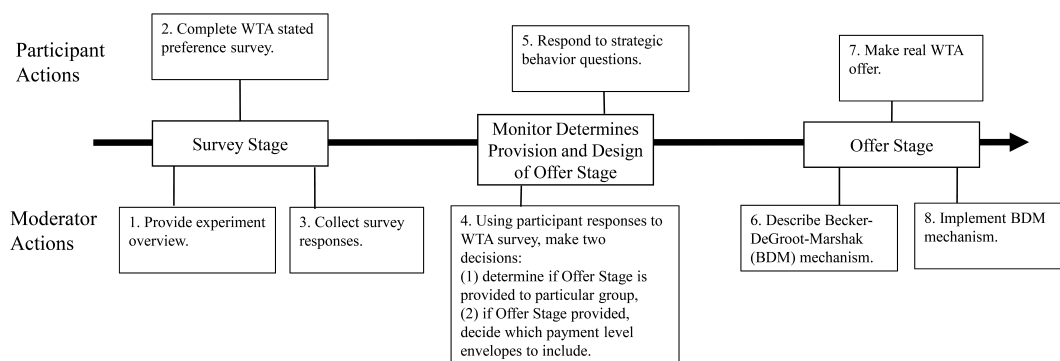 Participant
Actions
2. Complete WTA stated
preference survey.
5. Respond to strategic
behavior questions.
7. Make real WTA
offer.
Survey Stage
Monitor Determines
Provision and Design
of Offer Stage
Offer Stage
Moderator
Actions
1. Provide experiment
overview.
3. Collect survey
responses.
4. Using participant responses to
WTA survey, make two
decisions:
(1) determine if Offer Stage is
provided to particular group,
(2) if Offer Stage provided,
decide which payment level
envelopes to include.
6. Describe Becker-
DeGroot-Marshak
(BDM) mechanism.
8. Implement BDM
mechanism.